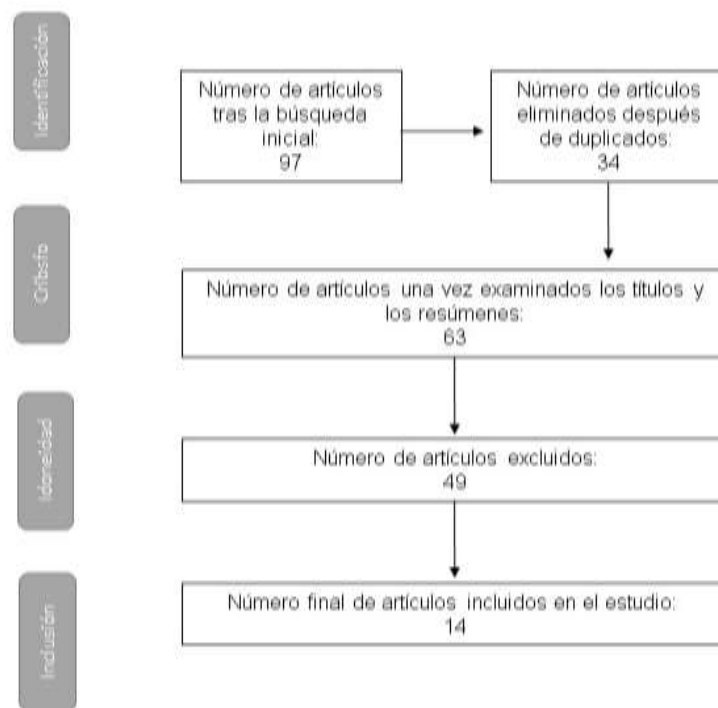 Identificación
Número de artículos
tras la búsqueda
inicial:
97
Número de artículos
eliminados después
de duplicados:
34
Número de artículos una vez examinados los títulos y
los resúmenes:
63
Idoneidad
Número de artículos excluidos:
49
Inclusión
Número final de artículos incluidos en el estudio:
14